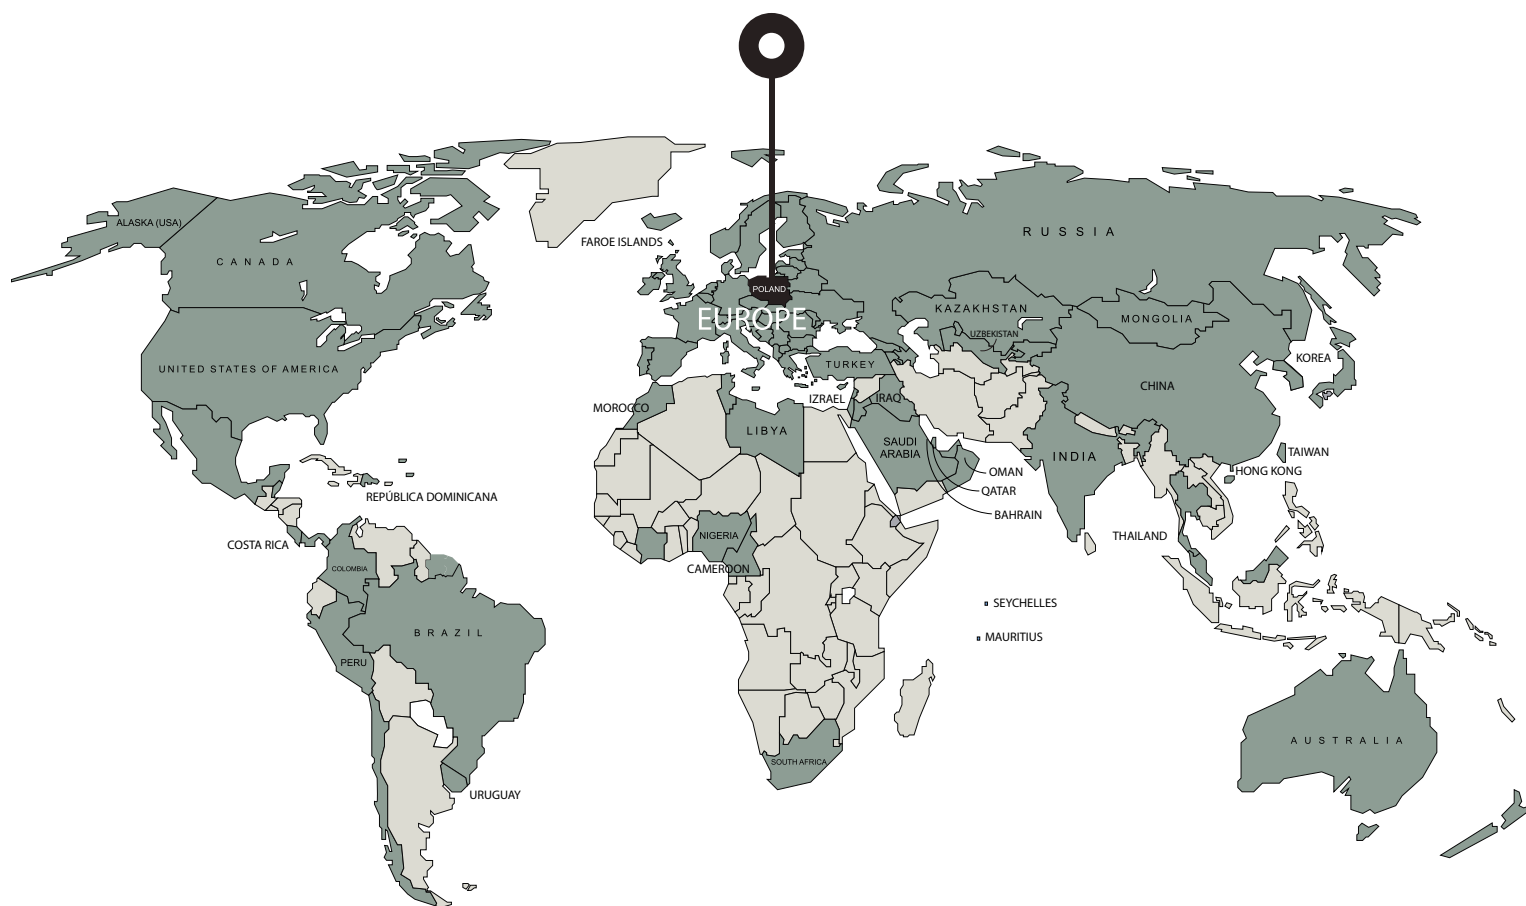 ALASKA (USA)
CANADA
UNITED STATES OF AMERICA
REPÚBLICA DOMINICANA
COSTA RICA
COLOMBIA
BRAZIL
PERU
URUGUAY
FAROE ISLANDS
POLAND
EUROPE
RUSSIA
KAZAKHSTAN
UZBEKISTAN
MONGOLIA
KOREA
CHINA
TURKEY
IZRAEL
IRAQ
MOROCCO
LIBYA
SAUDI
ARABIA
INDIA
TAIWAN
HONG KONG
OMAN
QATAR
BAHRAIN
THAILAND
NIGERIA
CAMEROON
SEYCHELLES
MAURITIUS
SOUTH AFRICA
AUSTRALIA